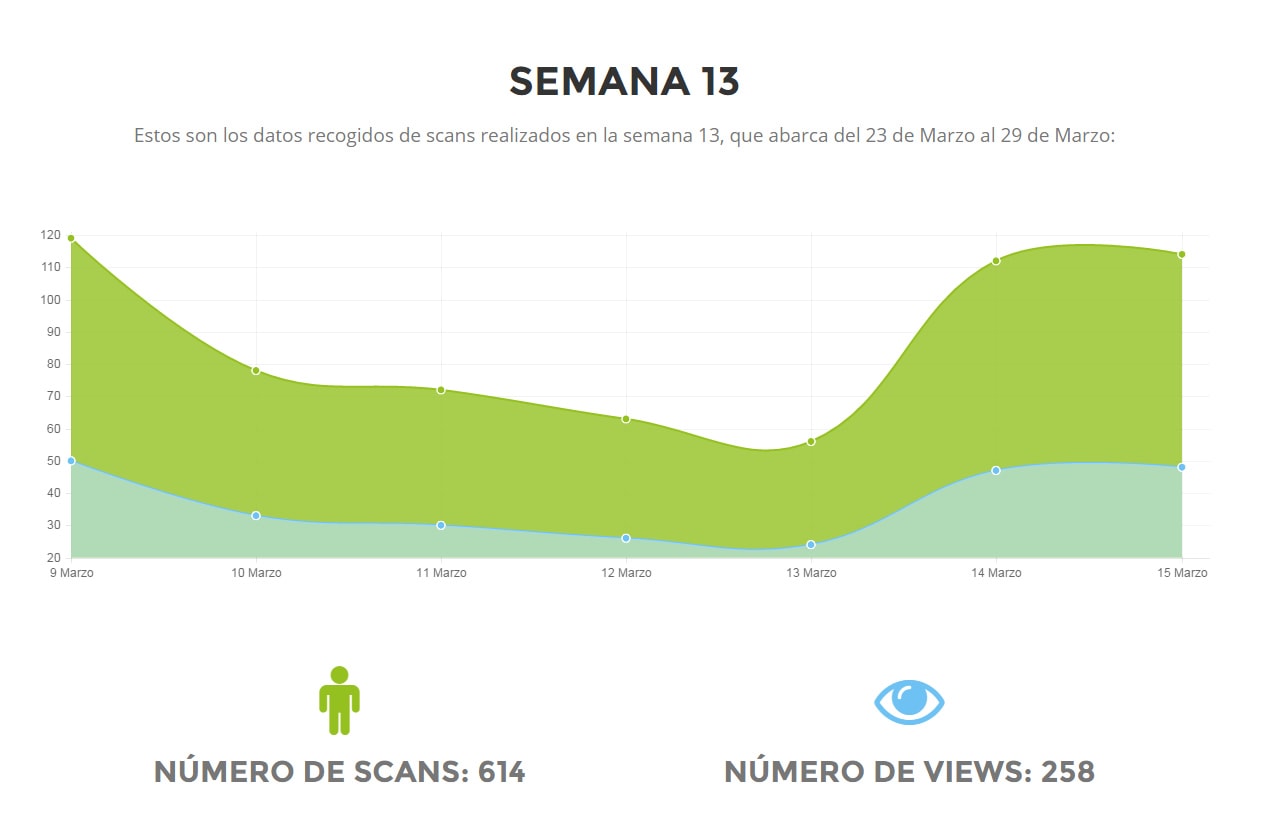 SEMANA 13
Estos son los datos recogidos de scans realizados en la semana 13, que abarca del 23 de Marzo al 29 de Marzo:
120
110
100
90
80
70
60
50
40
30
20
9 Marzo 10 Marzo 11 Marzo 12 Marzo 13 Marzo 14 Marzo 15 Marzo
NÚMERO DE SCANS: 614 NÚMERO DE VIEWS: 258